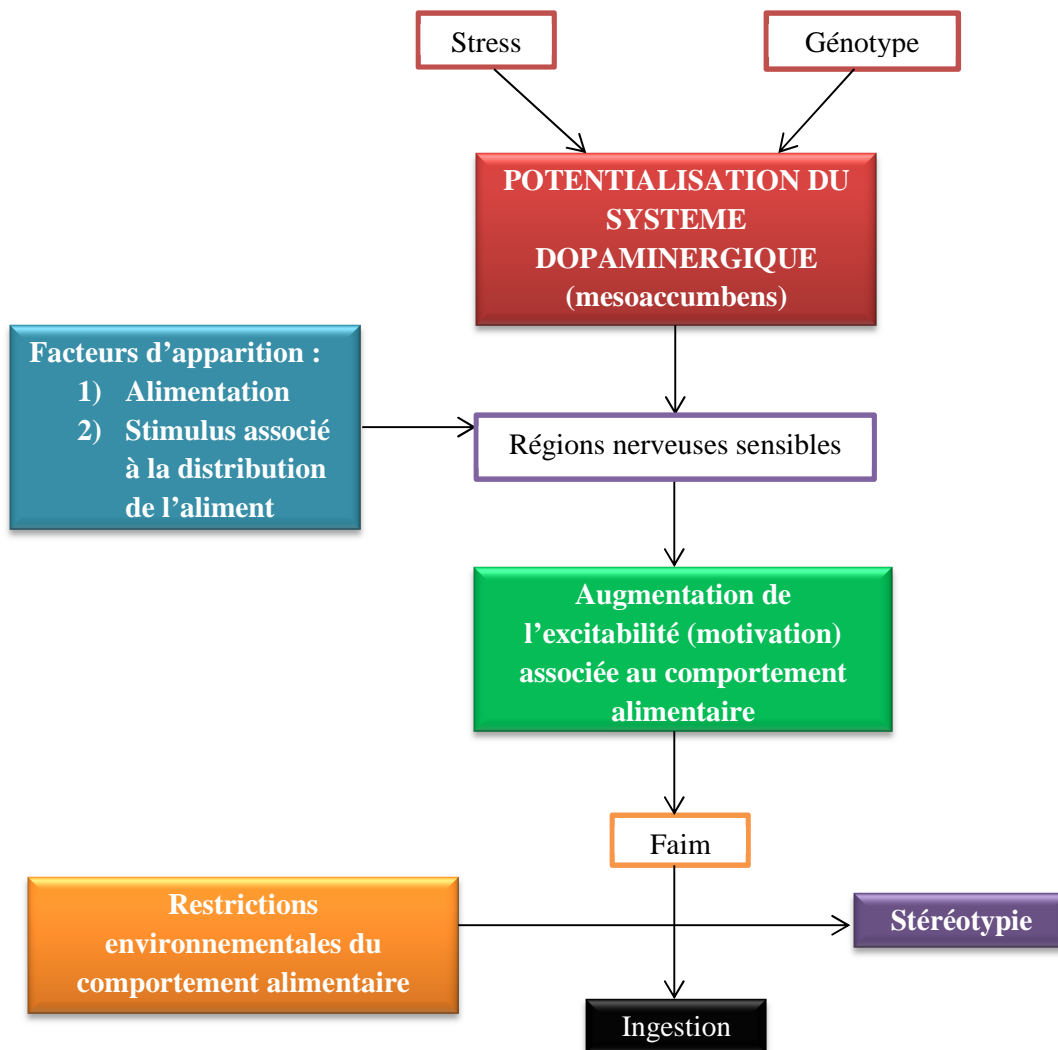 Stress
Génotype
POTENTIALISATION DU
SYSTEME
DOPAMINERGIQUE
(mesoaccumbens)
Facteurs d'apparition :
1) Alimentation
2) Stimulus associé
à la distribution
de l'aliment
Régions nerveuses sensibles
Augmentation de
l'excitabilité (motivation)
associée au comportement
alimentaire
Faim
Restrictions
environnementales du
comportement alimentaire
Stéréotypie
Ingestion